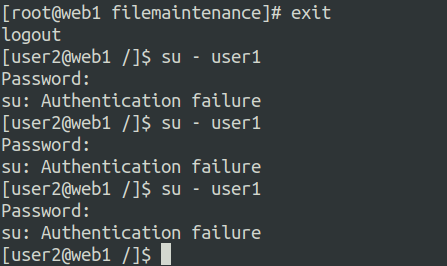 [root@web1 filemaintenance]# exit
logout
[user2@web1 /]$ su - user1
Password:
su: Authentication failure
[user2@web1 /]$ su - user1
Password:
su: Authentication failure
[user2@web1 /]$ su - user1
Password:
su: Authentication failure
[user2@web1 /]$